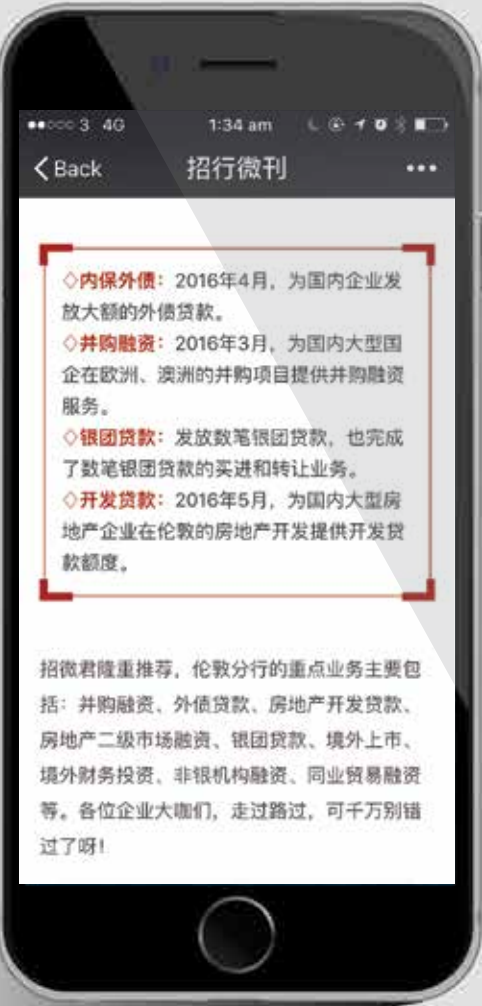 3 4G 1:34 am
Back 招行微刊 •••
◇内保外债：2016年4月，为国内企业发
放大额的外债贷款。
◇并购融资：2016年3月，为国内大型国
企在欧洲、澳洲的并购项目提供并购融资
服务。
◇银团贷款：发放数笔银团贷款，也完成
了数笔银团贷款的买进和转让业务。
◇开发贷款：2016年5月，为国内大型房
地产企业在伦敦的房地产开发提供开发贷
款额度。
招微君隆重推荐，伦敦分行的重点业务主要包
括：并购融资、外债贷款、房地产开发贷款、
房地产二级市场融资、银团贷款、境外上市、
境外财务投资、非银机构融资、同业贸易融资
等。各位企业大咖们，走过路过，可千万别错
过了呀！